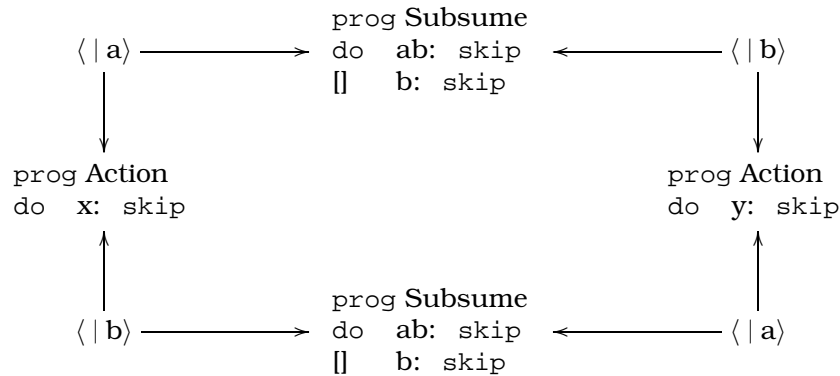 prog Subsume
⟨ | a⟩ do ab: skip ⟨ | b⟩
[] b: skip
prog Action prog Action
do x: skip do y: skip
prog Subsume
⟨ | b⟩ do ab: skip ⟨ | a⟩
[] b: skip